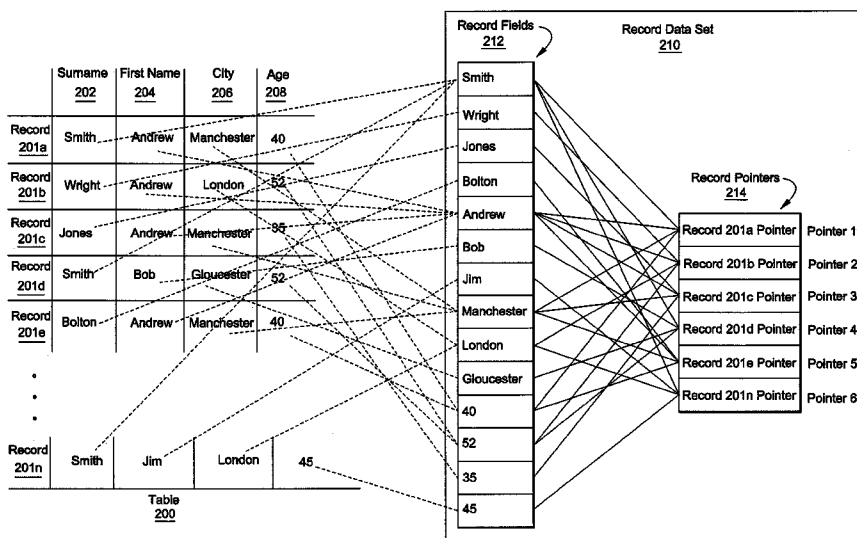 Record Fields
212
Record Data Set
210
Surname First Name City Age
202 204 206 208
Record
201a
Smith Andrew Manchester 40
Record
201b
Wright Andrew London 52
Record
201c
Jones Andrew Manchester 35
Record
201d
Smith Bob Gloucester 52
Record
201e
Bolton Andrew Manchester 40
Record
201n
Smith Jim London 45
Table
200
Smith
Wright
Jones
Bolton
Andrew
Bob
Jim
Manchester
London
Gloucester
40
52
35
45
Record Pointers
214
Record 201a Pointer Pointer 1
Record 201b Pointer Pointer 2
Record 201c Pointer Pointer 3
Record 201d Pointer Pointer 4
Record 201e Pointer Pointer 5
Record 201n Pointer Pointer 6